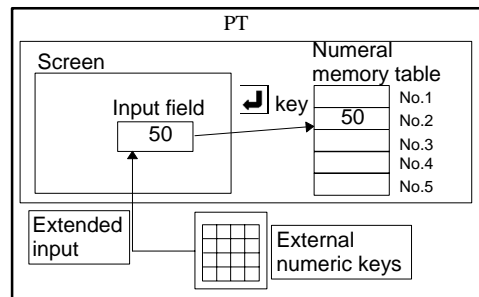 PT
Screen
Numeral
memory table
Input field
50
key
No.1
50
No.2
No.3
No.4
No.5
Extended
input
External
numeric keys